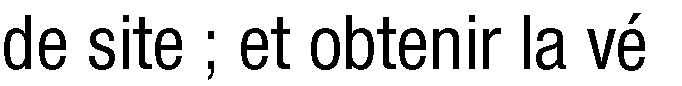 de site ; et obtenir la vé